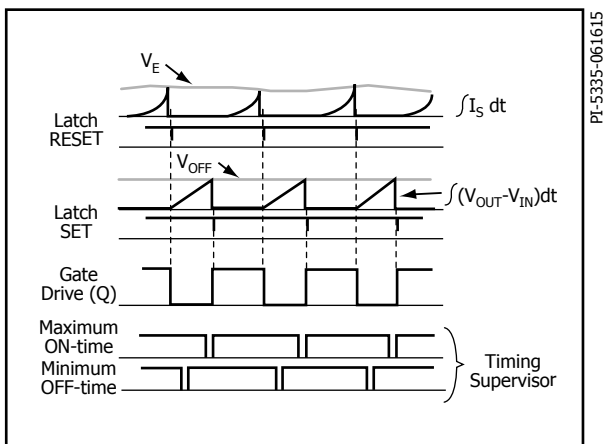 V_E
∫I_S dt
Latch
RESET
V_OFF
∫(V_OUT-V_IN)dt
Latch
SET
Gate
Drive (Q)
Maximum
ON-time
Minimum
OFF-time
Timing
Supervisor
PI-5335-061615